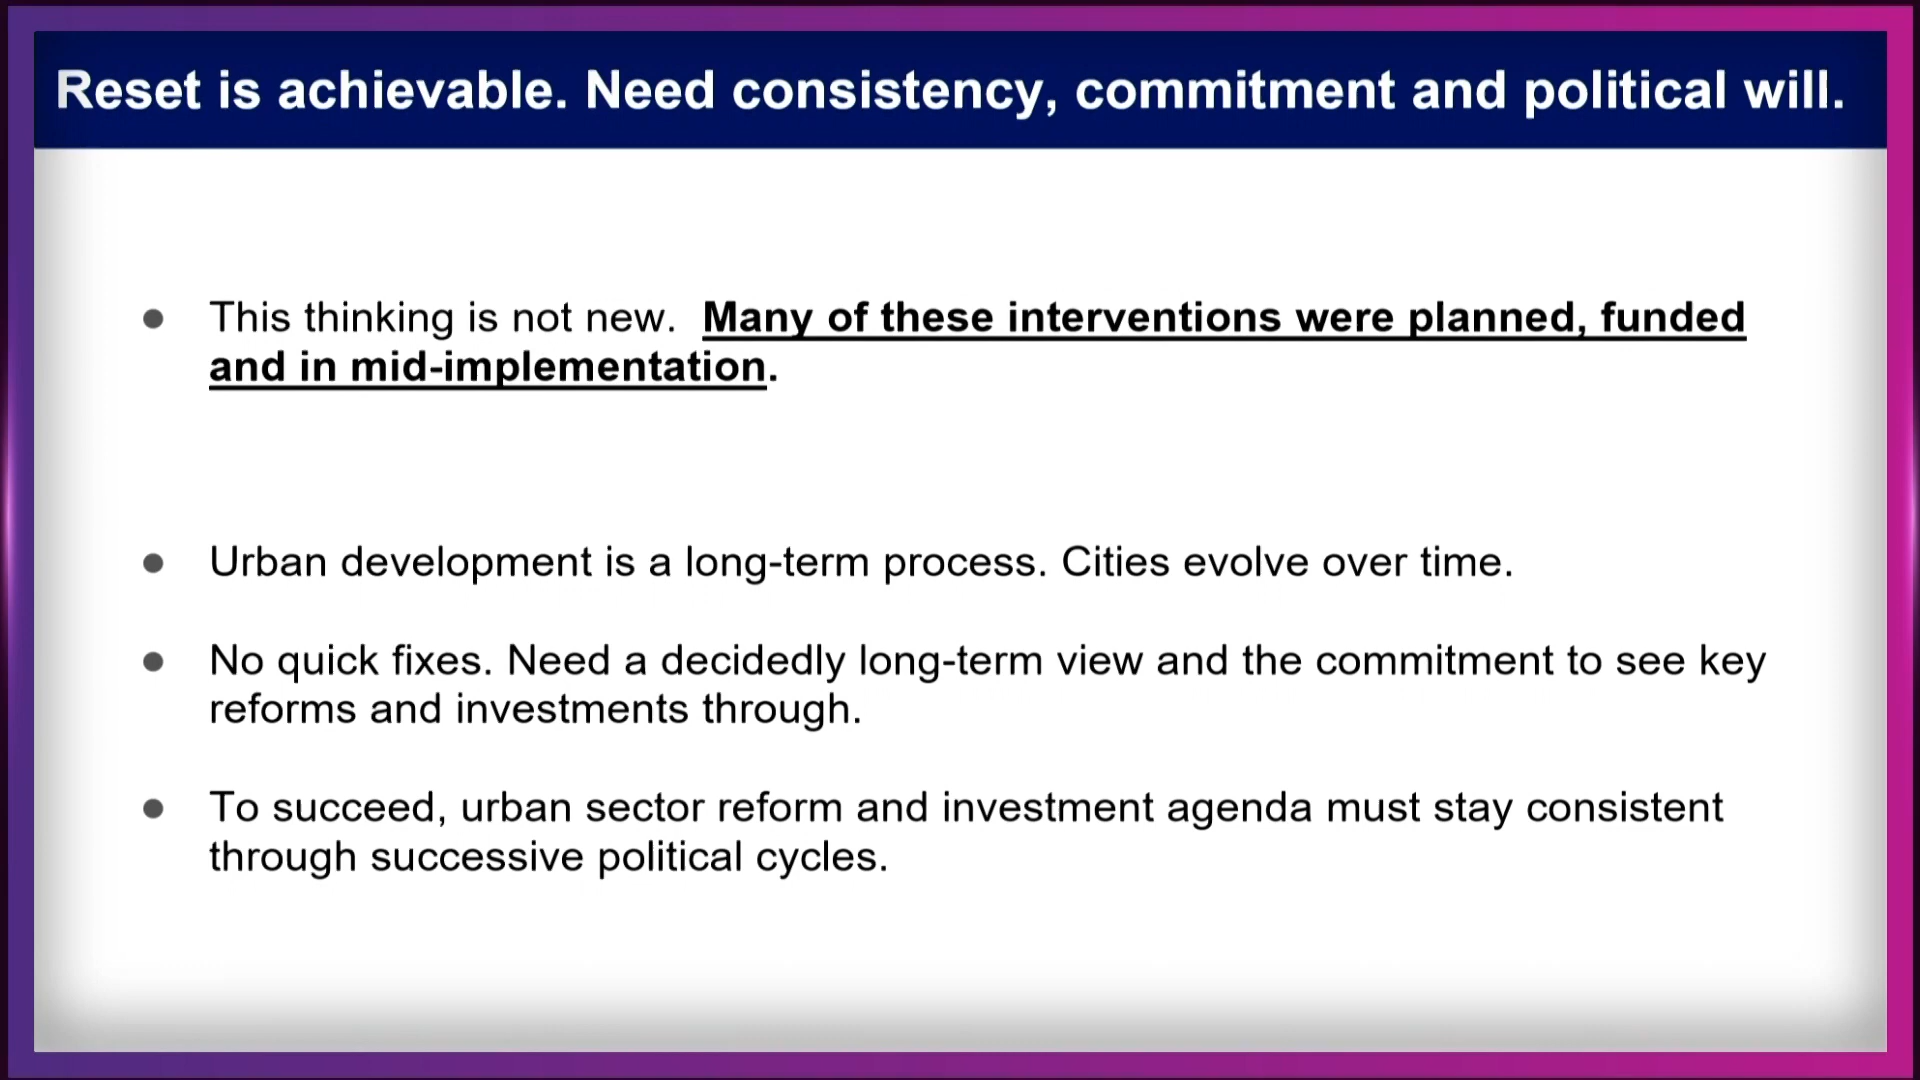 Reset is achievable. Need consistency, commitment and political will.
● This thinking is not new. Many of these interventions were planned, funded
and in mid-implementation.
● Urban development is a long-term process. Cities evolve over time.
● No quick fixes. Need a decidedly long-term view and the commitment to see key
reforms and investments through.
● To succeed, urban sector reform and investment agenda must stay consistent
through successive political cycles.